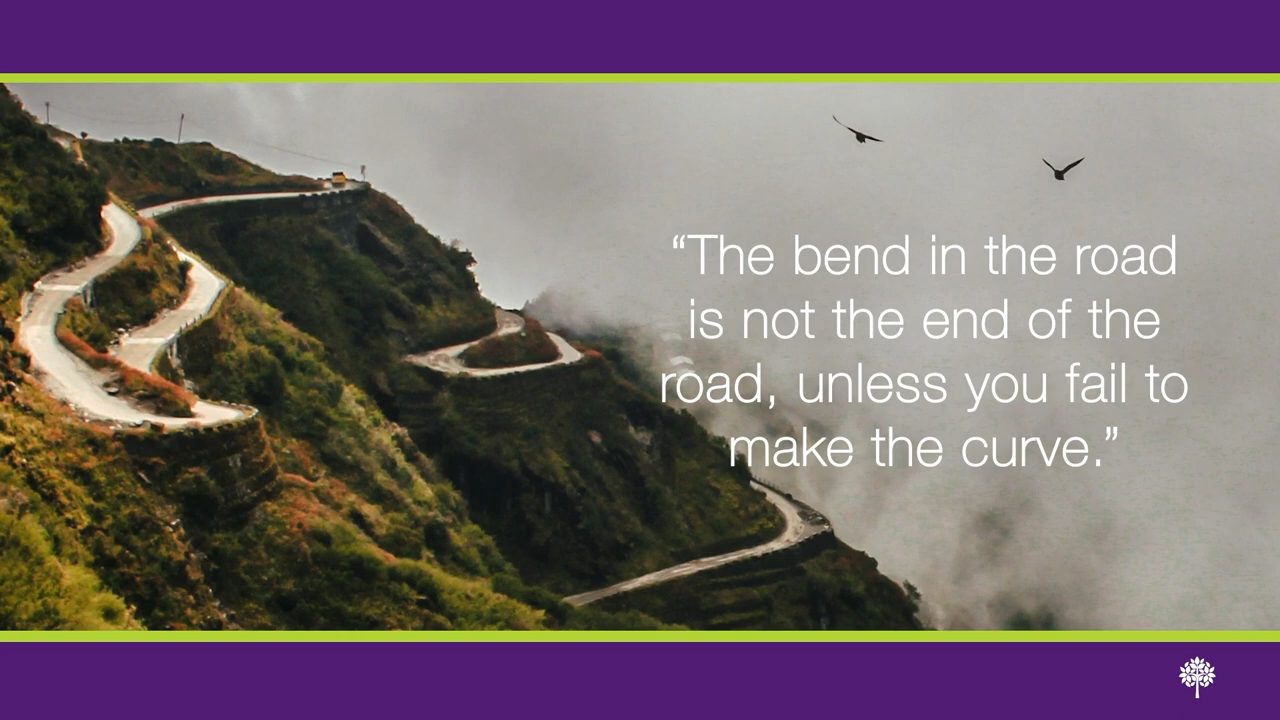 “The bend in the road
is not the end of the
road, unless you fail to
make the curve.”